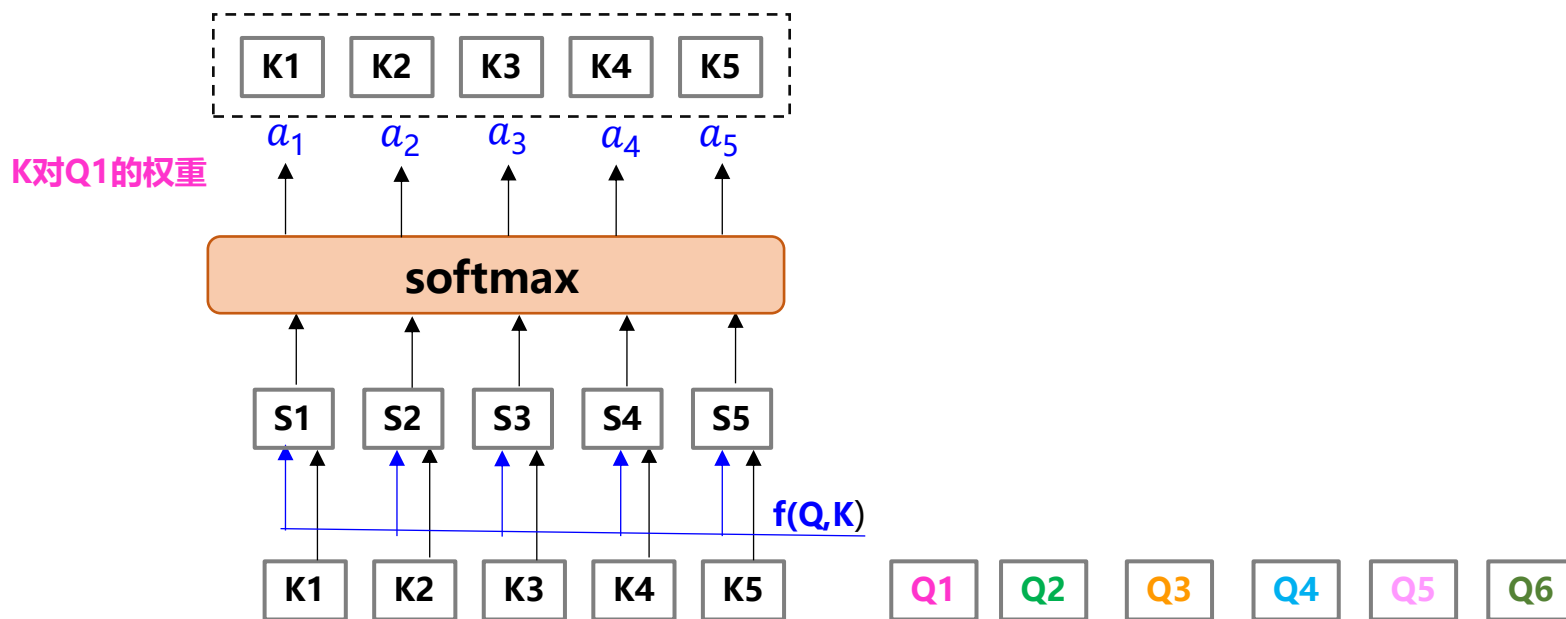 K1 K2 K3 K4 K5
a1 a2 a3 a4 a5
K对Q1的权重
softmax
S1 S2 S3 S4 S5
f(Q,K)
K1 K2 K3 K4 K5 Q1 Q2 Q3 Q4 Q5 Q6